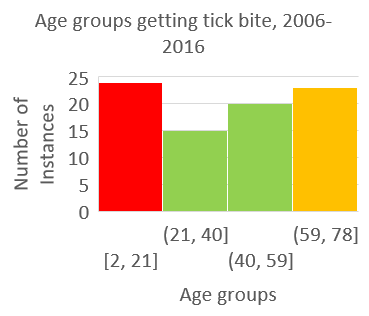 Age groups getting tick bite, 2006-
2016
Number of
Instances
25
20
15
10
5
0
(21, 40]
(59, 78]
[2, 21]
(40, 59]
Age groups